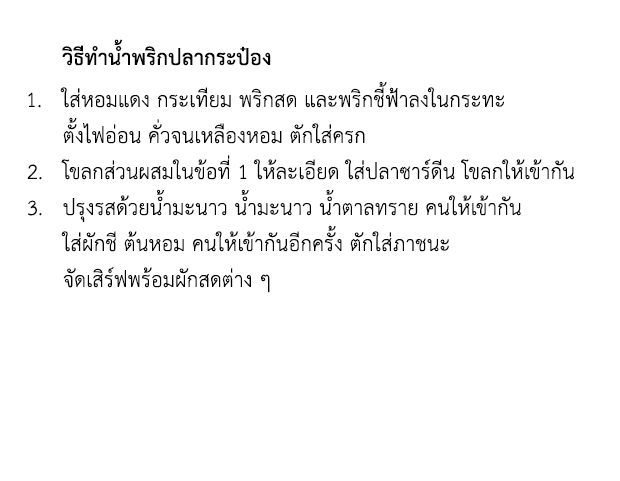 วิธีทำน้ำพริกปลากระป๋อง
1. ใส่หอมแดง กระเทียม พริกสด และพริกชี้ฟ้าลงในกระทะ
ตั้งไฟอ่อน คั่วจนเหลืองหอม ตักใส่ครก
2. โขลกส่วนผสมในข้อที่ 1 ให้ละเอียด ใส่ปลาซาร์ดีน โขลกให้เข้ากัน
3. ปรุงรสด้วยน้ำมะนาว น้ำมะนาว น้ำตาลทราย คนให้เข้ากัน
ใส่ผักชี ต้นหอม คนให้เข้ากันอีกครั้ง ตักใส่ภาชนะ
จัดเสิร์ฟพร้อมผักสดต่าง ๆ